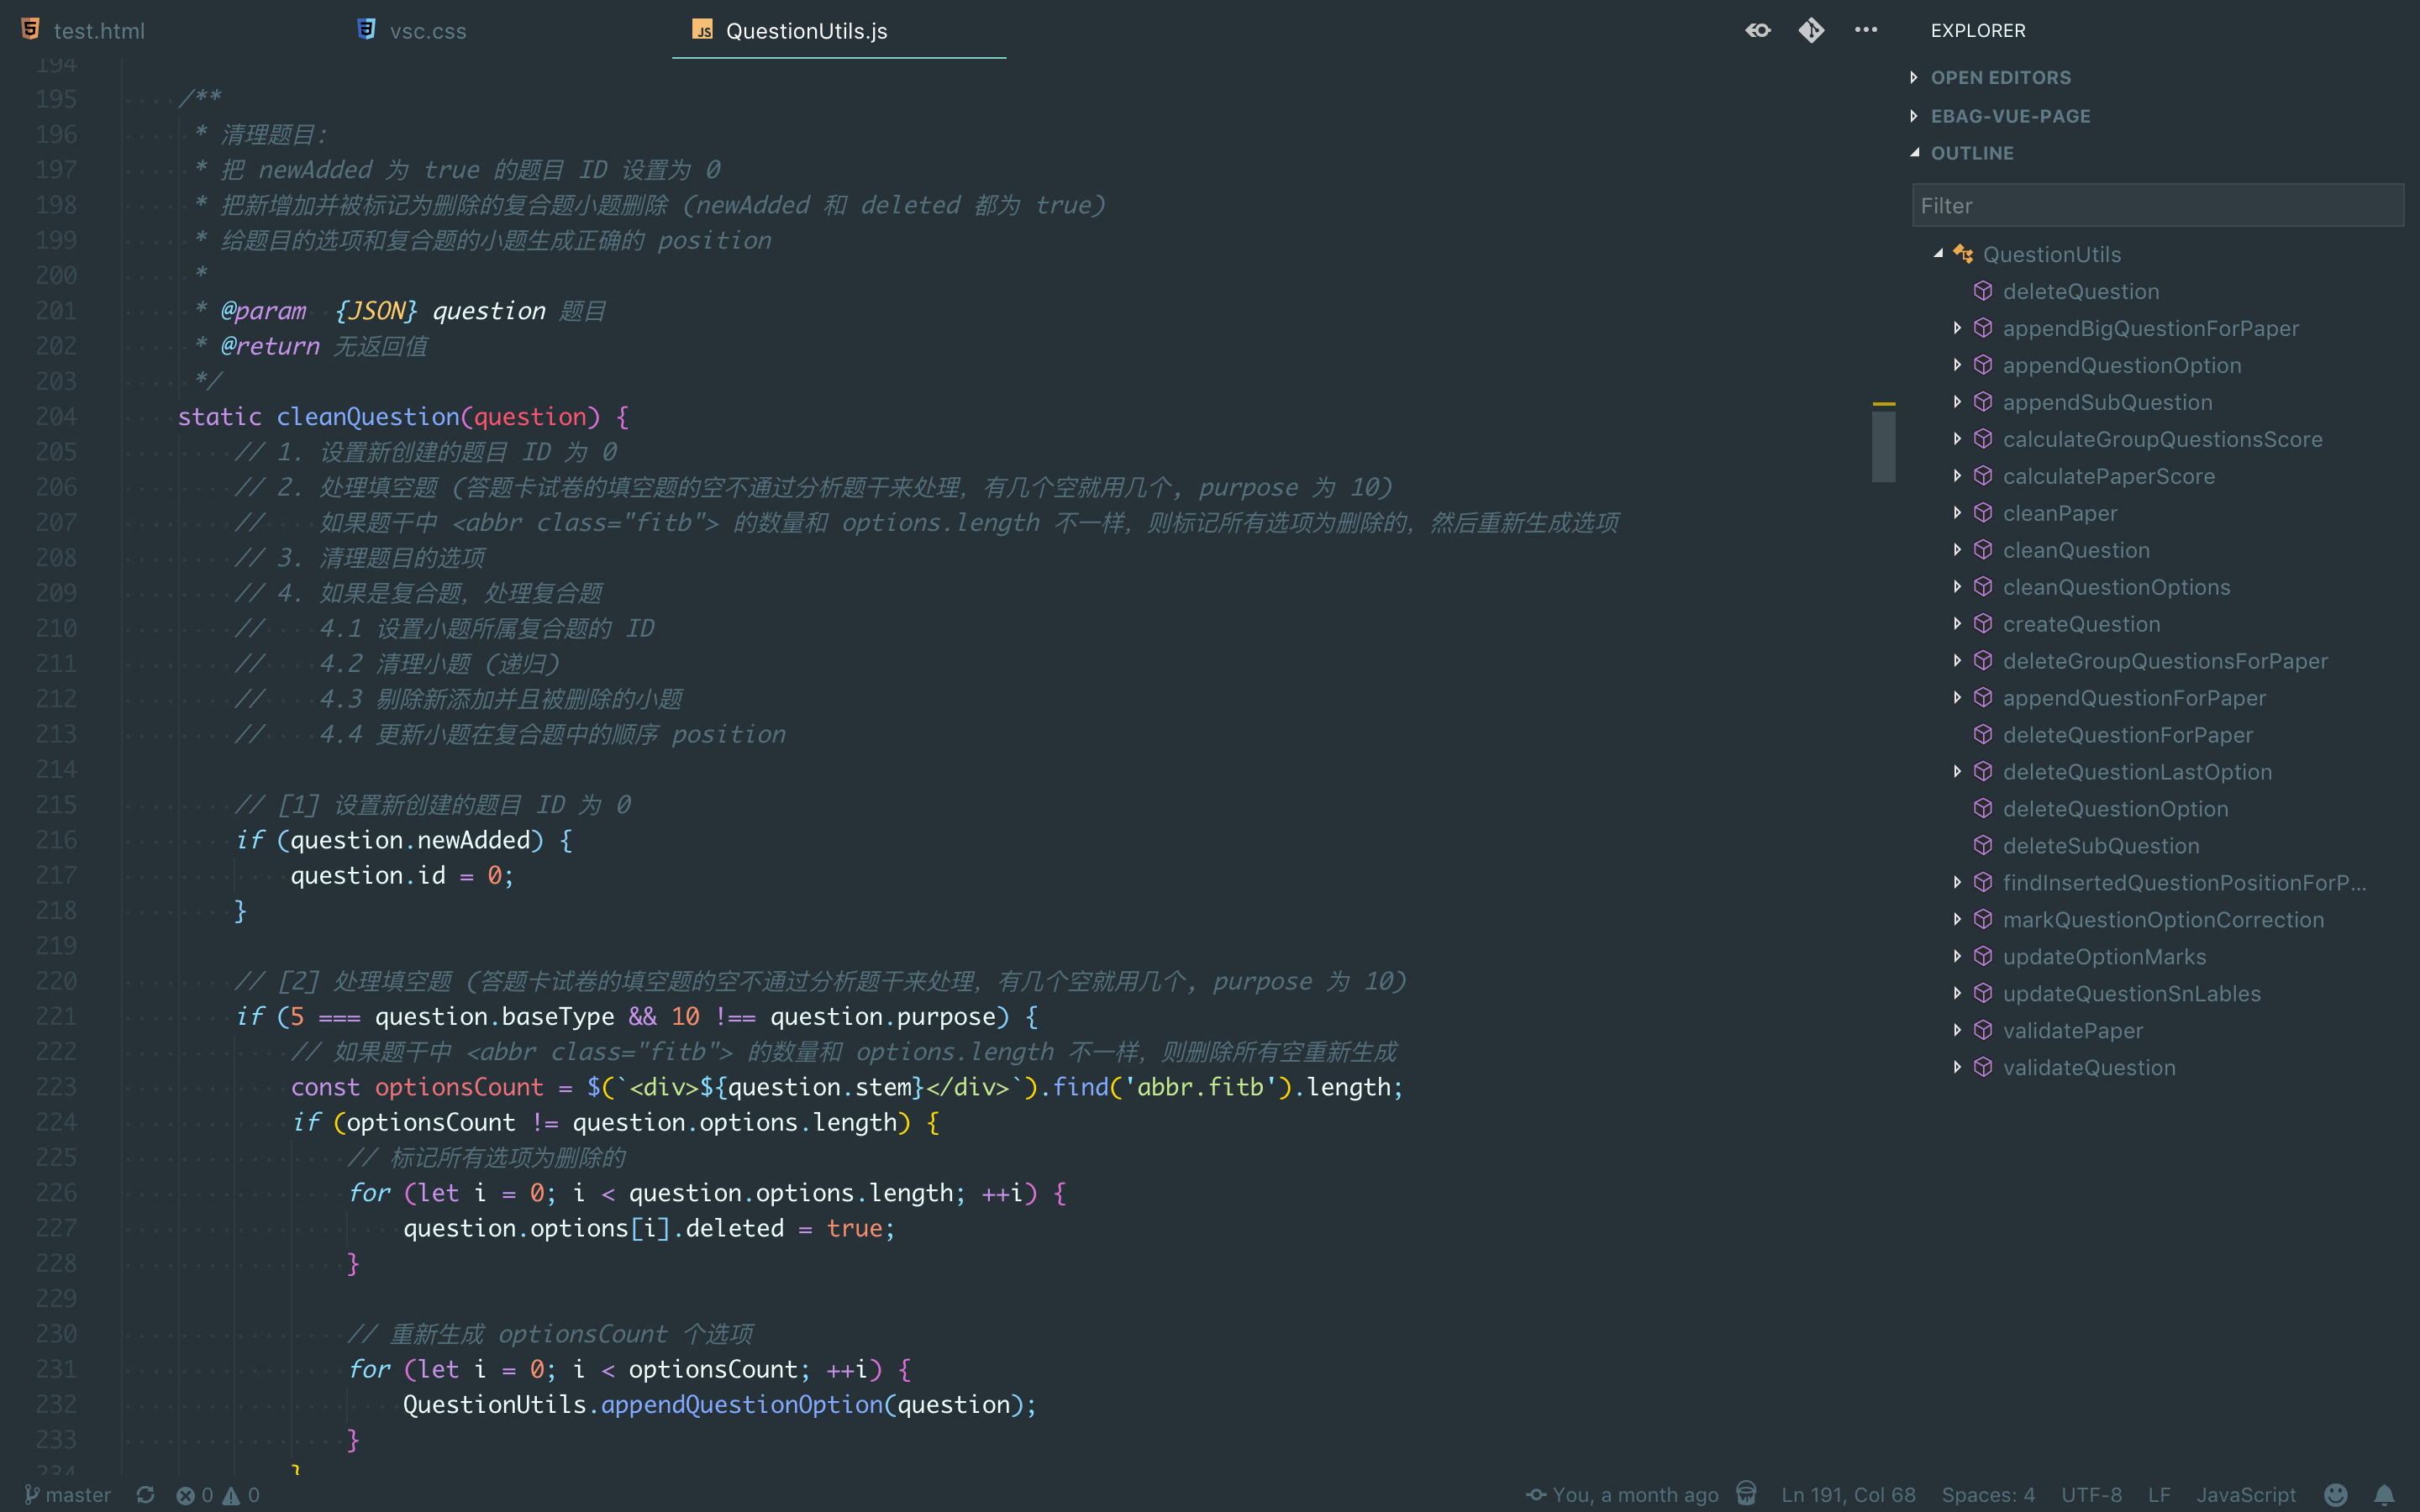 test.html
vsc.css
JS QuestionUtils.js
194
195 /**
196 * 清理题目:
197 * 把 newAdded 为 true 的题目 ID 设置为 0
198 * 把新增加并被标记为删除的复合题小题删除 (newAdded 和 deleted 都为 true)
199 * 给题目的选项和复合题的小题生成正确的 position
200 *
201 * @param {JSON} question 题目
202 * @return 无返回值
203 */
204 static cleanQuestion(question) {
205 // 1. 设置新创建的题目 ID 为 0
206 // 2. 处理填空题 (答题卡试卷的填空题的空不通过分析题干来处理, 有几个空就用几个, purpose 为 10)
207 // 如果题干中 <abbr class="fitb"> 的数量和 options.length 不一样, 则标记所有选项为删除的, 然后重新生成选项
208 // 3. 清理题目的选项
209 // 4. 如果是复合题, 处理复合题
210 // 4.1 设置小题所属复合题的 ID
211 // 4.2 清理小题 (递归)
212 // 4.3 剔除新添加并且被删除的小题
213 // 4.4 更新小题在复合题中的顺序 position
214
215 // [1] 设置新创建的题目 ID 为 0
216 if (question.newAdded) {
217 question.id = 0;
218 }
219
220 // [2] 处理填空题 (答题卡试卷的填空题的空不通过分析题干来处理, 有几个空就用几个, purpose 为 10)
221 if (5 === question.baseType && 10 !== question.purpose) {
222 // 如果题干中 <abbr class="fitb"> 的数量和 options.length 不一样, 则删除所有空重新生成
223 const optionsCount = $(`<div>${question.stem}</div>`).find('abbr.fitb').length;
224 if (optionsCount != question.options.length) {
225 // 标记所有选项为删除的
226 for (let i = 0; i < question.options.length; ++i) {
227 question.options[i].deleted = true;
228 }
229
230 // 重新生成 optionsCount 个选项
231 for (let i = 0; i < optionsCount; ++i) {
232 QuestionUtils.appendQuestionOption(question);
233 }
234 }
EXPLORER
OPEN EDITORS
EBAG-VUE-PAGE
OUTLINE
Filter
QuestionUtils
deleteQuestion
appendBigQuestionForPaper
appendQuestionOption
appendSubQuestion
calculateGroupQuestionsScore
calculatePaperScore
cleanPaper
cleanQuestion
cleanQuestionOptions
createQuestion
deleteGroupQuestionsForPaper
appendQuestionForPaper
deleteQuestionForPaper
deleteQuestionLastOption
deleteQuestionOption
deleteSubQuestion
findInsertedQuestionPositionForP...
markQuestionOptionCorrection
updateOptionMarks
updateQuestionSnLables
validatePaper
validateQuestion
master 0 0 You, a month ago Ln 191, Col 68 Spaces: 4 UTF-8 LF JavaScript